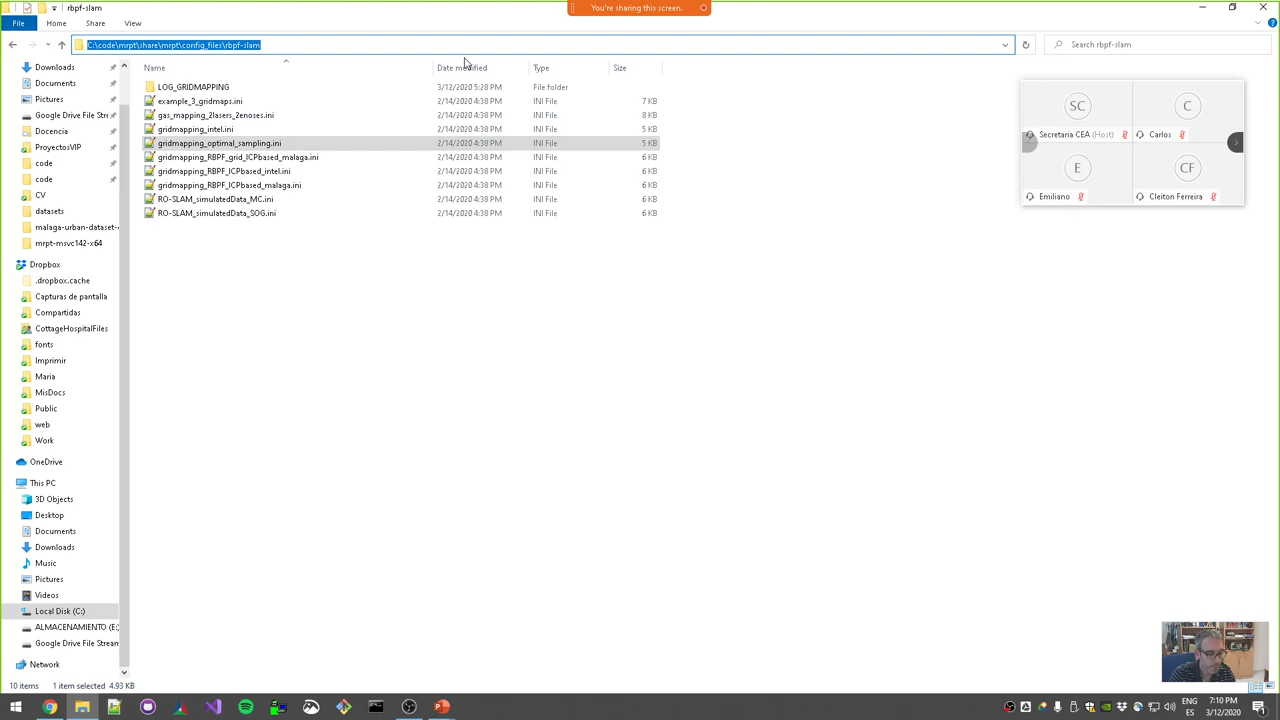 rbpf-slam
You're sharing this screen.
File
Home
Share
View
C:\code\mrpt\share\mrpt\config_files\rbpf-slam
Search rbpf-slam
Name
Date modified
Type
Size
LOG_GRIDMAPPING 3/12/2020 5:28 PM File folder
example_3_gridmaps.ini 2/14/2020 4:38 PM INI File 7 KB
gas_mapping_2lasers_2enoses.ini 2/14/2020 4:38 PM INI File 8 KB
gridmapping_intel.ini 2/14/2020 4:38 PM INI File 5 KB
gridmapping_optimal_sampling.ini 2/14/2020 4:38 PM INI File 5 KB
gridmapping_RBPF_grid_ICPbased_malaga.ini 2/14/2020 4:38 PM INI File 6 KB
gridmapping_RBPF_ICPbased_intel.ini 2/14/2020 4:38 PM INI File 6 KB
gridmapping_RBPF_ICPbased_malaga.ini 2/14/2020 4:38 PM INI File 6 KB
RO-SLAM_simulatedData_MC.ini 2/14/2020 4:38 PM INI File 6 KB
RO-SLAM_simulatedData_SOG.ini 2/14/2020 4:38 PM INI File 6 KB
Downloads
Documents
Pictures
Google Drive File Stre
Docencia
ProyectosVIP
code
code
CV
datasets
malaga-urban-dataset-
mrpt-msvc142-x64
Dropbox
.dropbox.cache
Capturas de pantalla
Compartidas
CottageHospitalFiles
fonts
Imprimir
Maria
MisDocs
Public
web
Work
OneDrive
This PC
3D Objects
Desktop
Documents
Downloads
Music
Pictures
Videos
Local Disk (C:)
ALMACENAMIENTO (E:
Google Drive File Stream
Network
SC
C
Secretaria CEA (Host)
Carlos
E
CF
Emiliano
Cleiton Ferreira
10 items
1 item selected 4.93 KB
ENG
ES
7:10 PM
3/12/2020